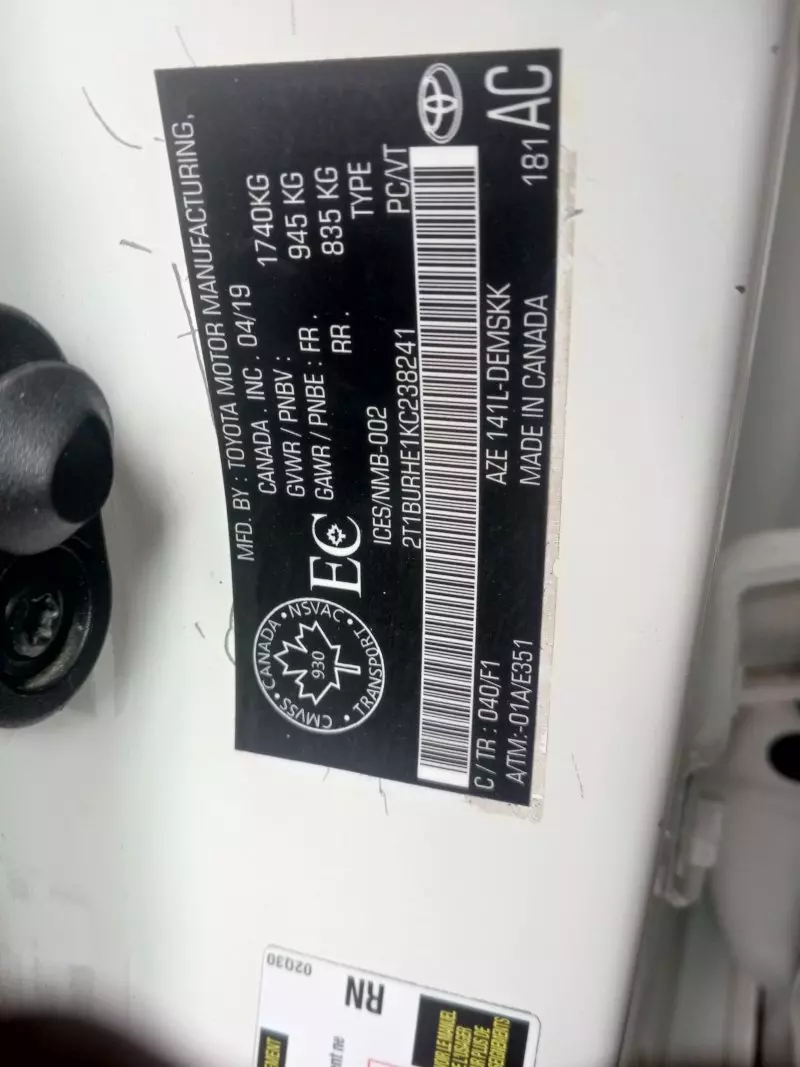 MFD. BY : TOYOTA MOTOR MANUFACTURING,
CANADA . INC . 04/19
GVWR / PNBV : 1740KG
GAWR / PNBE : FR . 945 KG
RR . 835 KG
ICES/NMB-002 TYPE
2T1BURHE1KC238241 PC/VT
EC
CMVSS • CANADA • NSVAC • TRANSPORT •
930
C / TR : 040/F1 AZE 141L-DEMSKK 181 AC
A/TM:-01A/E351 MADE IN CANADA
02030
RN